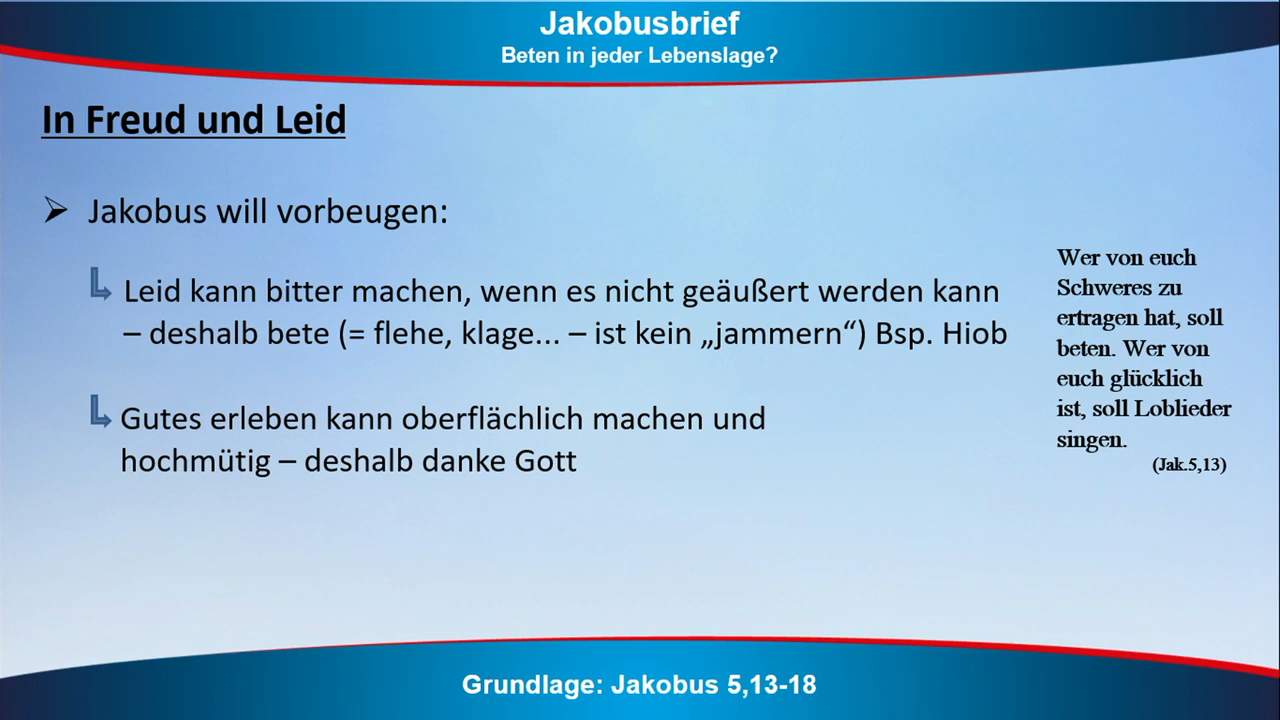 Jakobusbrief
Beten in jeder Lebenslage?
In Freud und Leid
➢ Jakobus will vorbeugen:
Leid kann bitter machen, wenn es nicht geäußert werden kann
– deshalb bete (= flehe, klage... – ist kein „jammern“) Bsp. Hiob
Gutes erleben kann oberflächlich machen und
hochmütig – deshalb danke Gott
Wer von euch
Schweres zu
ertragen hat, soll
beten. Wer von
euch glücklich
ist, soll Loblieder
singen.
(Jak.5,13)
Grundlage: Jakobus 5,13-18